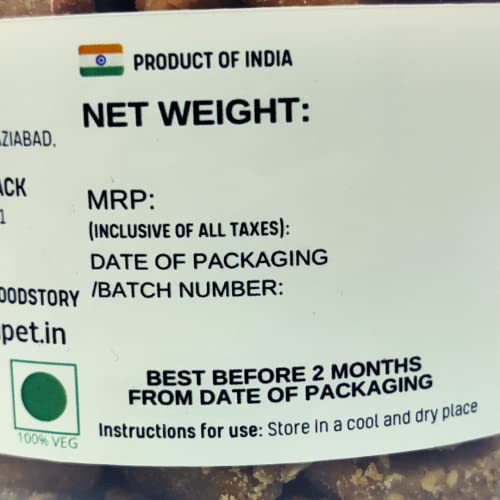 PRODUCT OF INDIA
NET WEIGHT:
AZIABAD,
ACK
1
MRP:
(INCLUSIVE OF ALL TAXES):
DATE OF PACKAGING
/BATCH NUMBER:
OODSTORY
pet.in
BEST BEFORE 2 MONTHS
FROM DATE OF PACKAGING
100% VEG
Instructions for use: Store in a cool and dry place